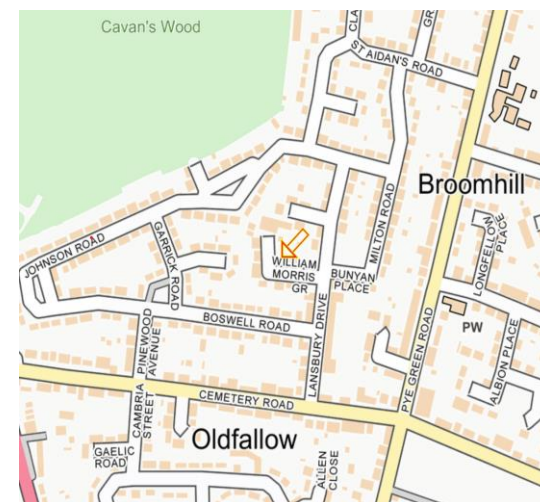 Cavan's Wood
CLA
GR
ST AIDAN'S ROAD
Broomhill
MILTON ROAD
LONGFELLOW
PLACE
JOHNSON ROAD
GARRICK ROAD
WILLIAM
MORRIS
GR
BUNYAN
PLACE
BOSWELL ROAD
LANSBURY DRIVE
PYE GREEN ROAD
PW
ALBION PLACE
PINEWOOD
AVENUE
CAMBRIA
STREET
CEMETERY ROAD
Oldfallow
GAELIC
ROAD
ALLEN
CLOSE